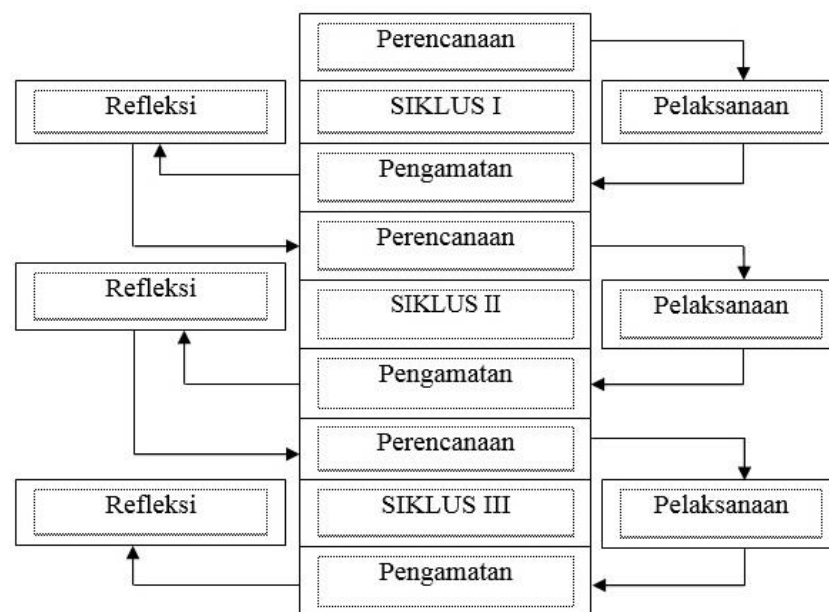 Perencanaan
Refleksi
SIKLUS I
Pelaksanaan
Pengamatan
Perencanaan
Refleksi
SIKLUS II
Pelaksanaan
Pengamatan
Perencanaan
Refleksi
SIKLUS III
Pelaksanaan
Pengamatan